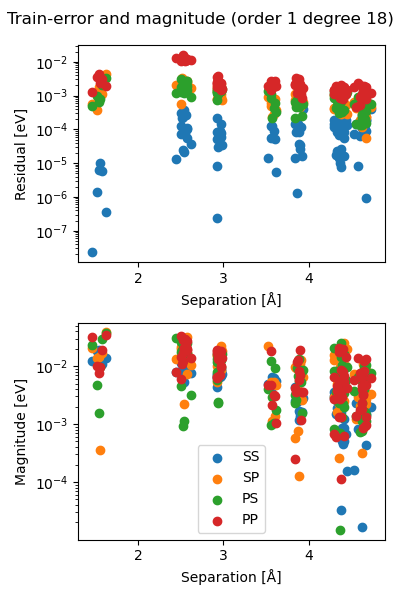 Train-error and magnitude (order 1 degree 18)
Residual [eV]
10⁻²
10⁻³
10⁻⁴
10⁻⁵
10⁻⁶
10⁻⁷
2
3
4
Separation [Å]
Magnitude [eV]
10⁻²
10⁻³
10⁻⁴
SS
SP
PS
PP
2
3
4
Separation [Å]